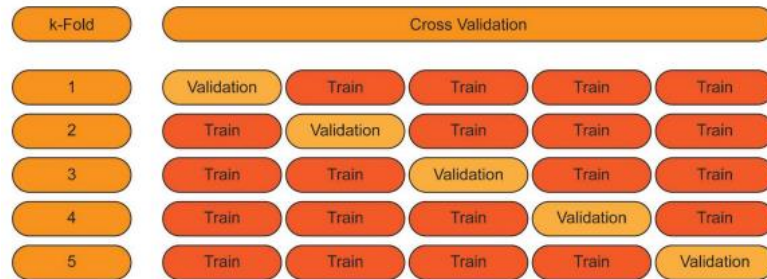 k-Fold Cross Validation
1 Validation Train Train Train Train
2 Train Validation Train Train Train
3 Train Train Validation Train Train
4 Train Train Train Validation Train
5 Train Train Train Train Validation